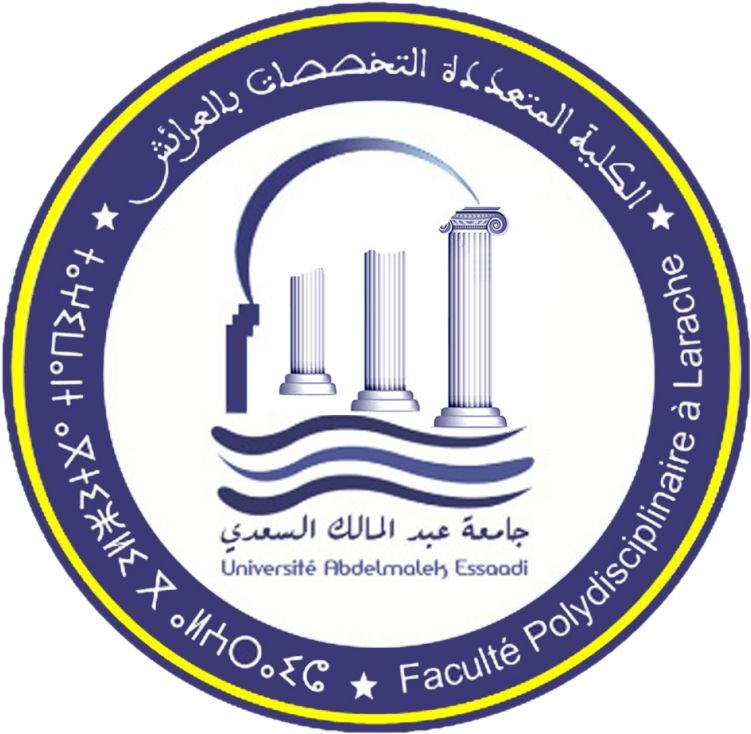 الكلية المتعددة التخصصات بالعرائش
جامعة عبد المالك السعدي
Université Abdelmalek Essaadi
Faculté Polydisciplinaire à Larache